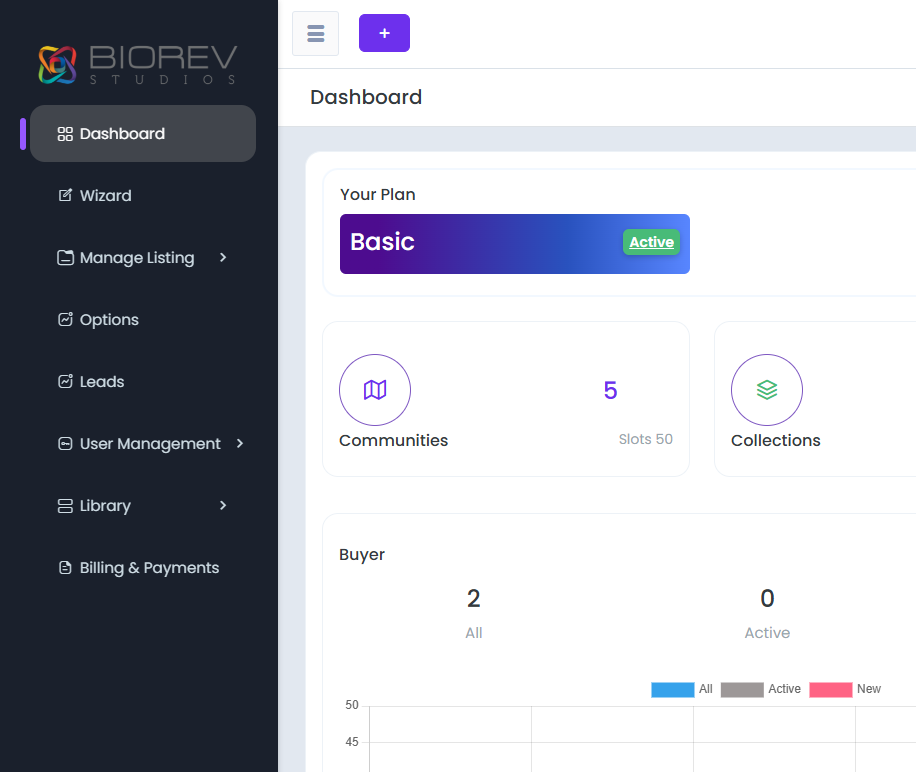 BIOREV
STUDIOS
Dashboard
Wizard
Manage Listing
Options
Leads
User Management
Library
Billing & Payments
+
Dashboard
Your Plan
Basic
Active
5
Communities
Slots 50
Collections
Buyer
2
0
All
Active
All
Active
New
50
45